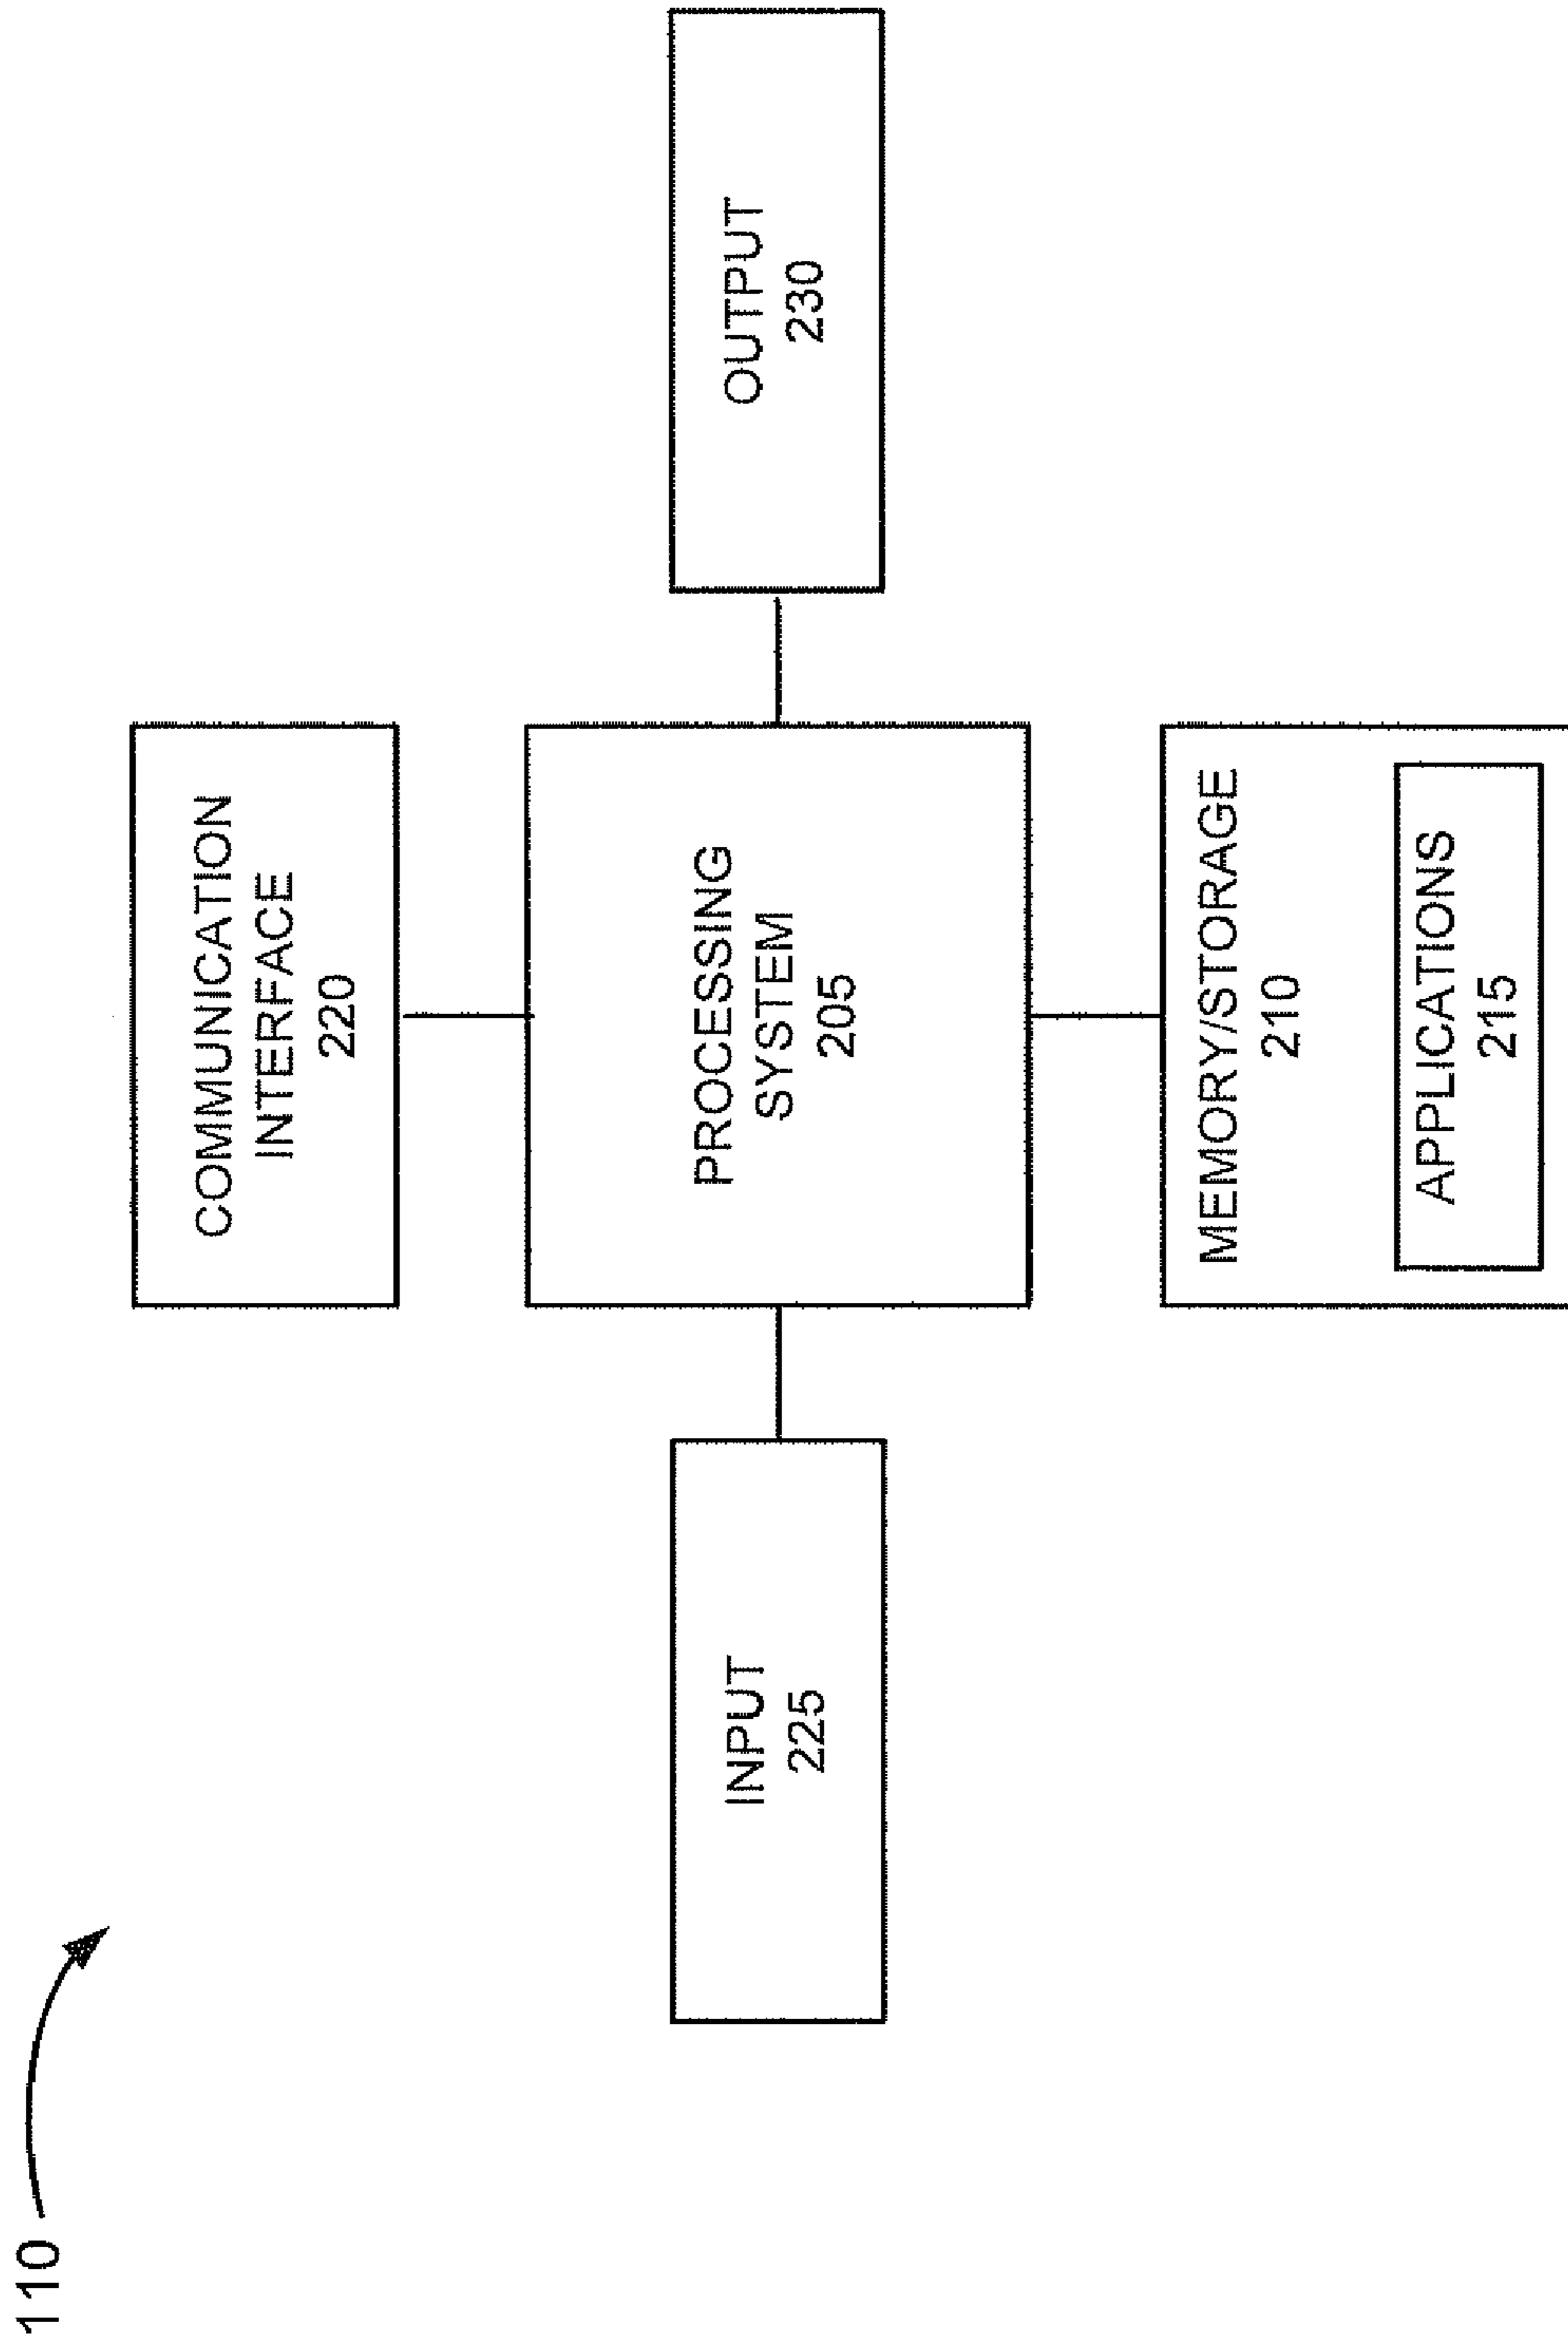 110
COMMUNICATION
INTERFACE
220
INPUT
225
PROCESSING
SYSTEM
205
OUTPUT
230
MEMORY/STORAGE
210
APPLICATIONS
215